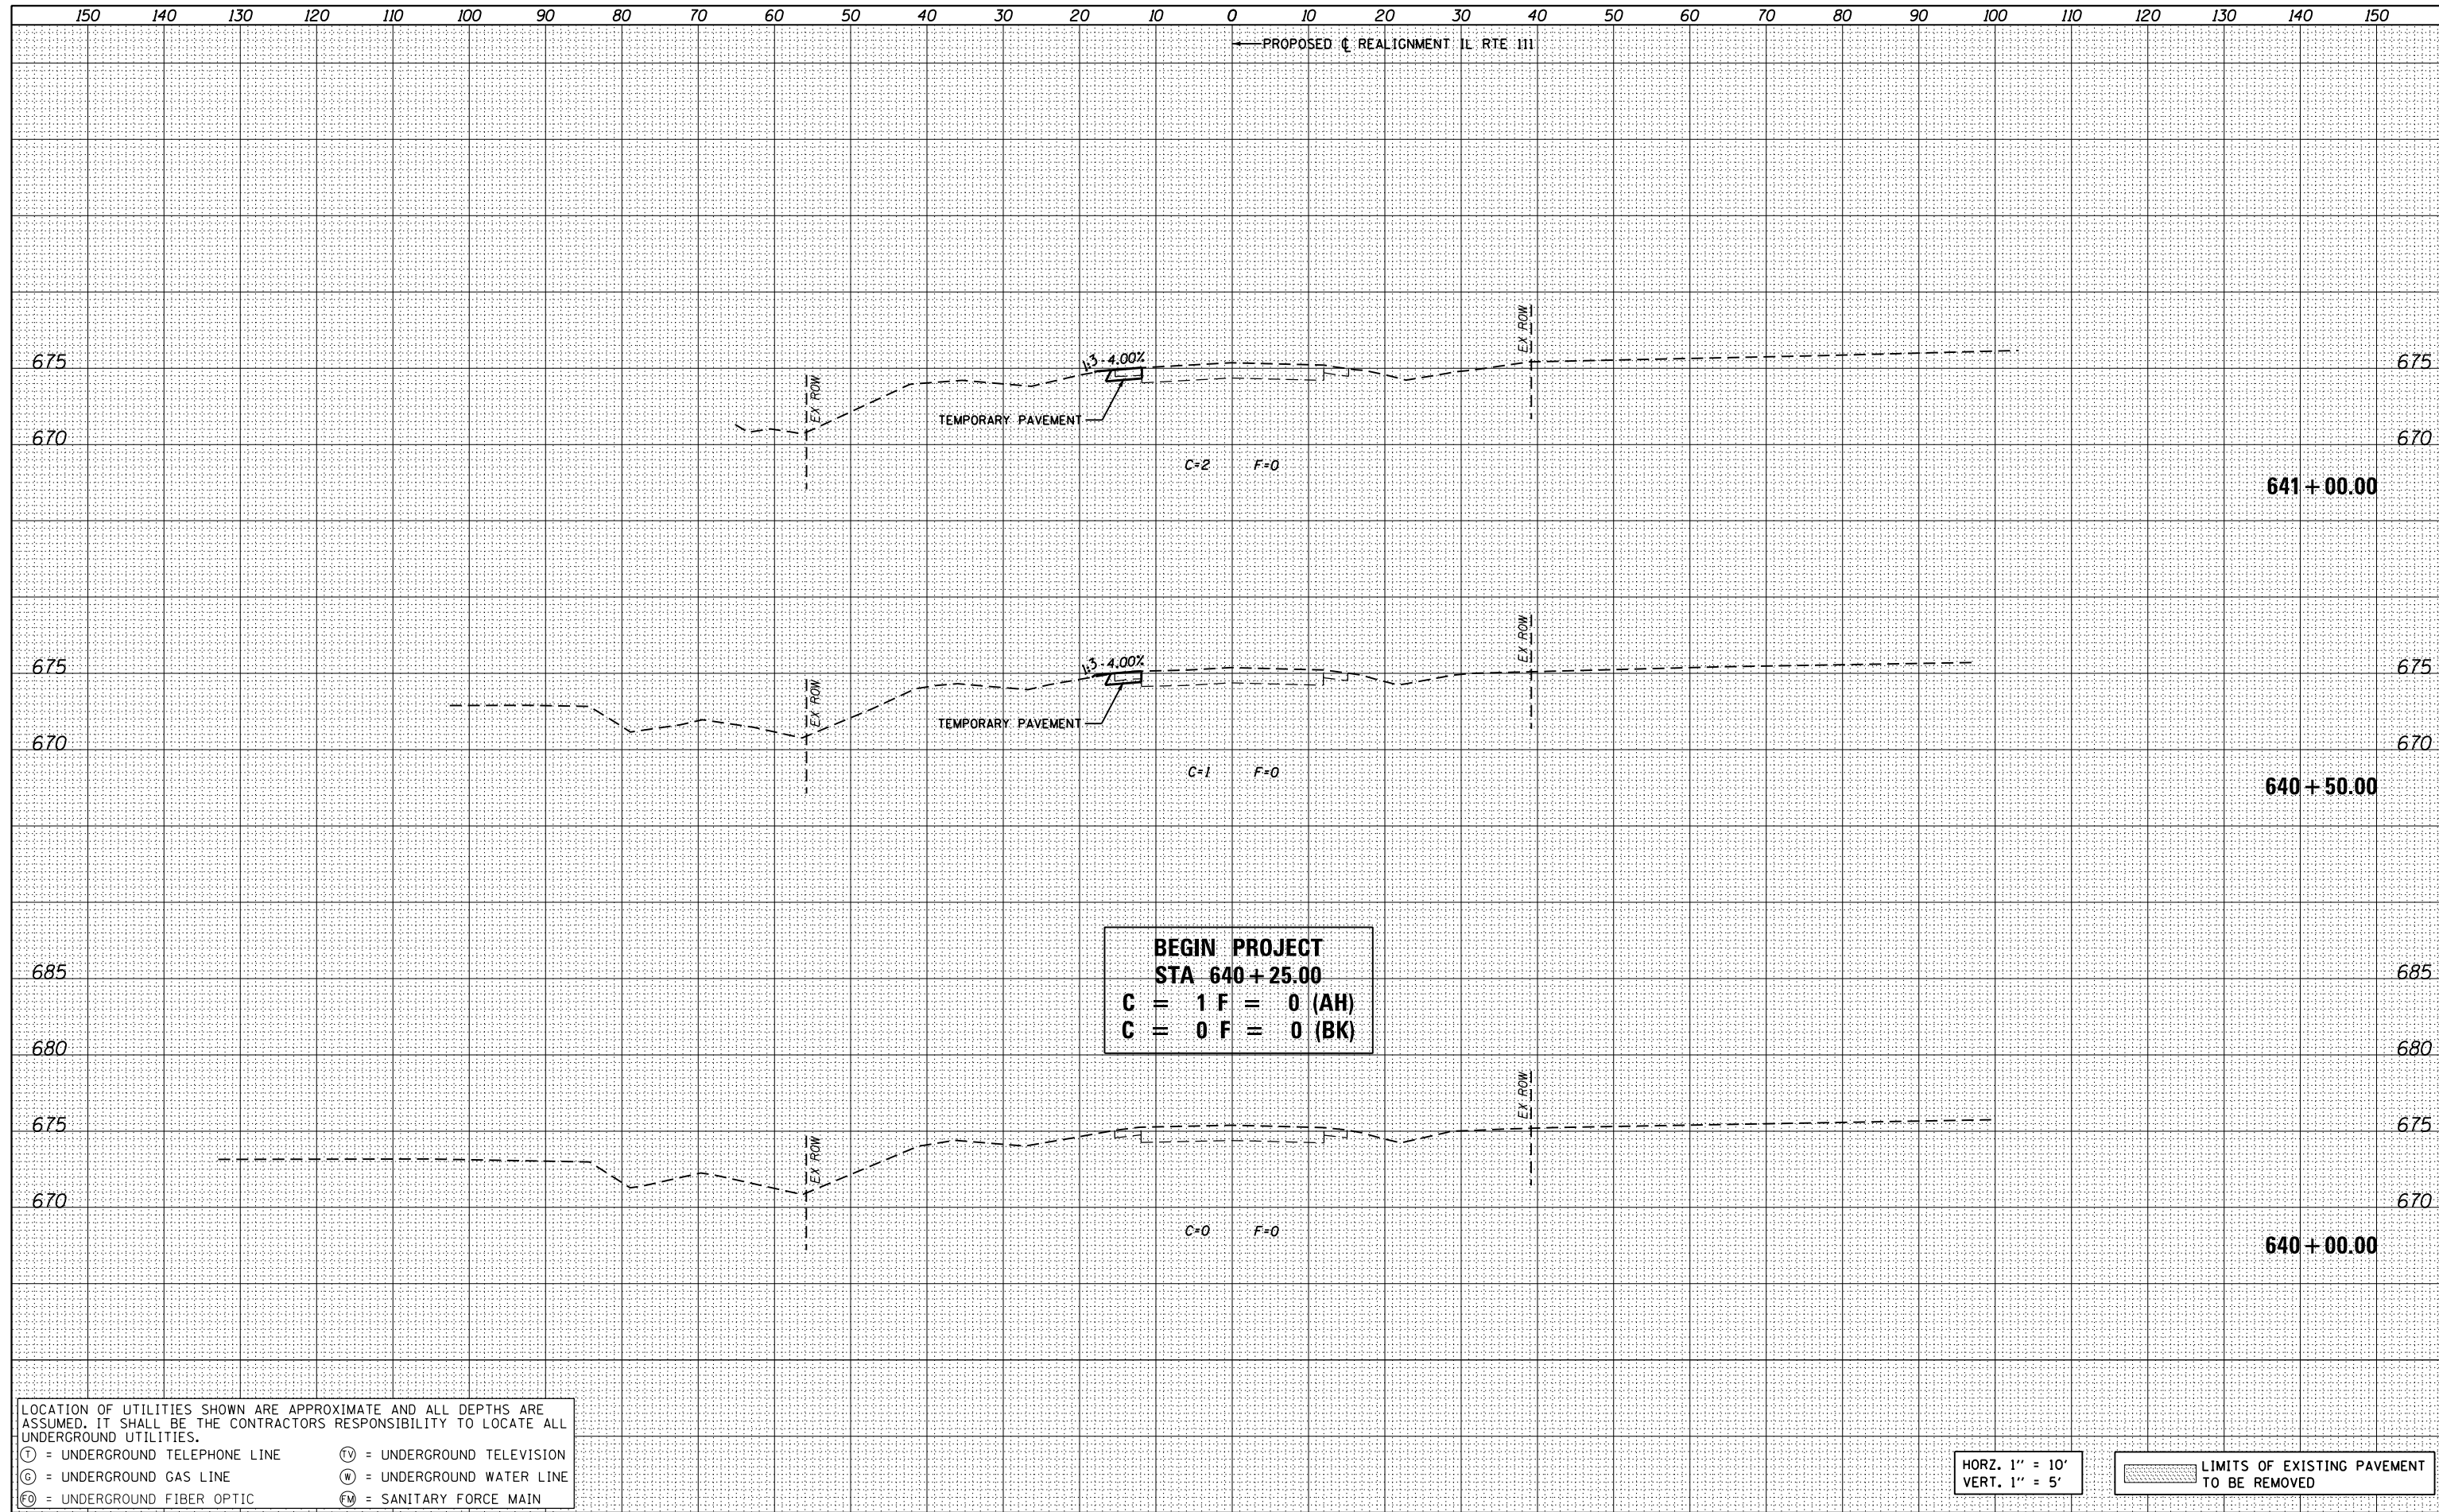 150 140 130 120 110 100 90 80 70 60 50 40 30 20 10 0 10 20 30 40 50 60 70 80 90 100 110 120 130 140 150
PROPOSED ℄ REALIGNMENT IL RTE 111
EX ROW
1:3 -4.00%
675 675
EX ROW
TEMPORARY PAVEMENT
670 670
C=2 F=0
641+00.00
EX ROW
1:3 -4.00%
675 675
EX ROW
TEMPORARY PAVEMENT
670 670
C=1 F=0
640+50.00
BEGIN PROJECT
STA 640+25.00
C = 1 F = 0 (AH)
C = 0 F = 0 (BK)
685 685
680 680
EX ROW
675 675
EX ROW
670 670
C=0 F=0
640+00.00
LOCATION OF UTILITIES SHOWN ARE APPROXIMATE AND ALL DEPTHS ARE
ASSUMED. IT SHALL BE THE CONTRACTORS RESPONSIBILITY TO LOCATE ALL
UNDERGROUND UTILITIES.
T = UNDERGROUND TELEPHONE LINE TV = UNDERGROUND TELEVISION
G = UNDERGROUND GAS LINE W = UNDERGROUND WATER LINE
FO = UNDERGROUND FIBER OPTIC FM = SANITARY FORCE MAIN
HORZ. 1'' = 10'
VERT. 1'' = 5'
LIMITS OF EXISTING PAVEMENT
TO BE REMOVED